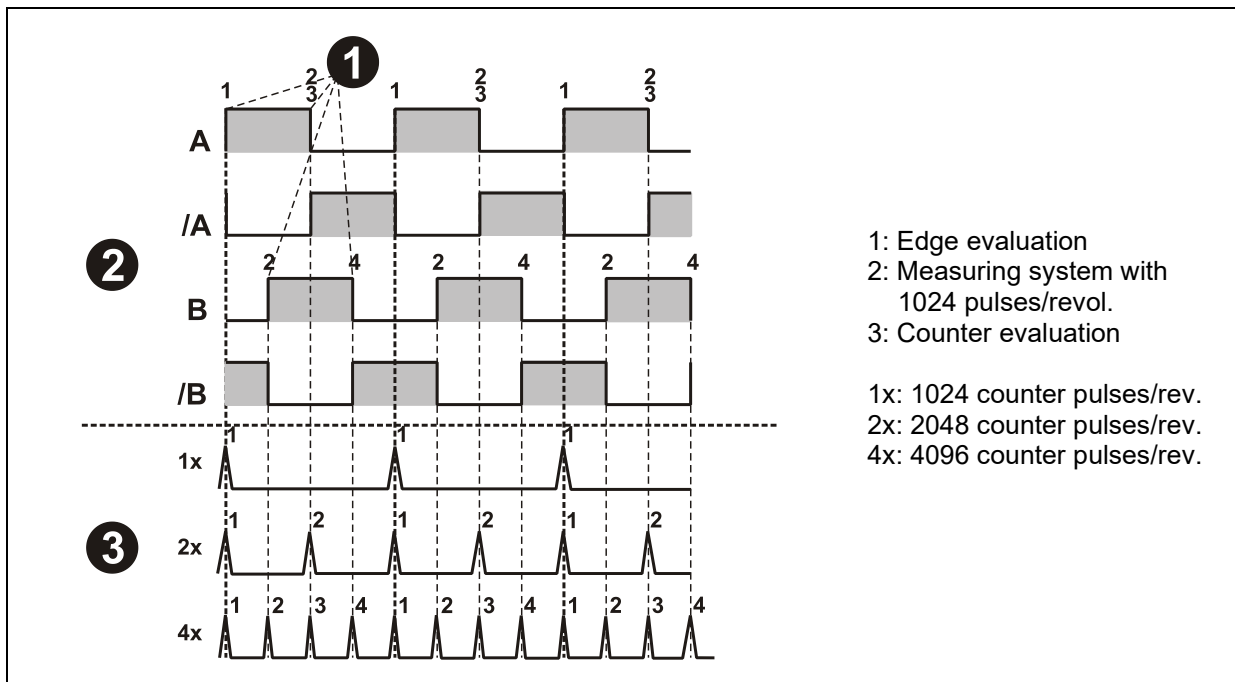 1
1 2 1 2 1 2
3 3 3
A
/A
2
2 4 2 4 2 4
B
/B
1 1 1
1x
3
1 2 1 2 1 2
2x
1 2 3 4 1 2 3 4 1 2 3 4
4x
1: Edge evaluation
2: Measuring system with
1024 pulses/revol.
3: Counter evaluation
1x: 1024 counter pulses/rev.
2x: 2048 counter pulses/rev.
4x: 4096 counter pulses/rev.